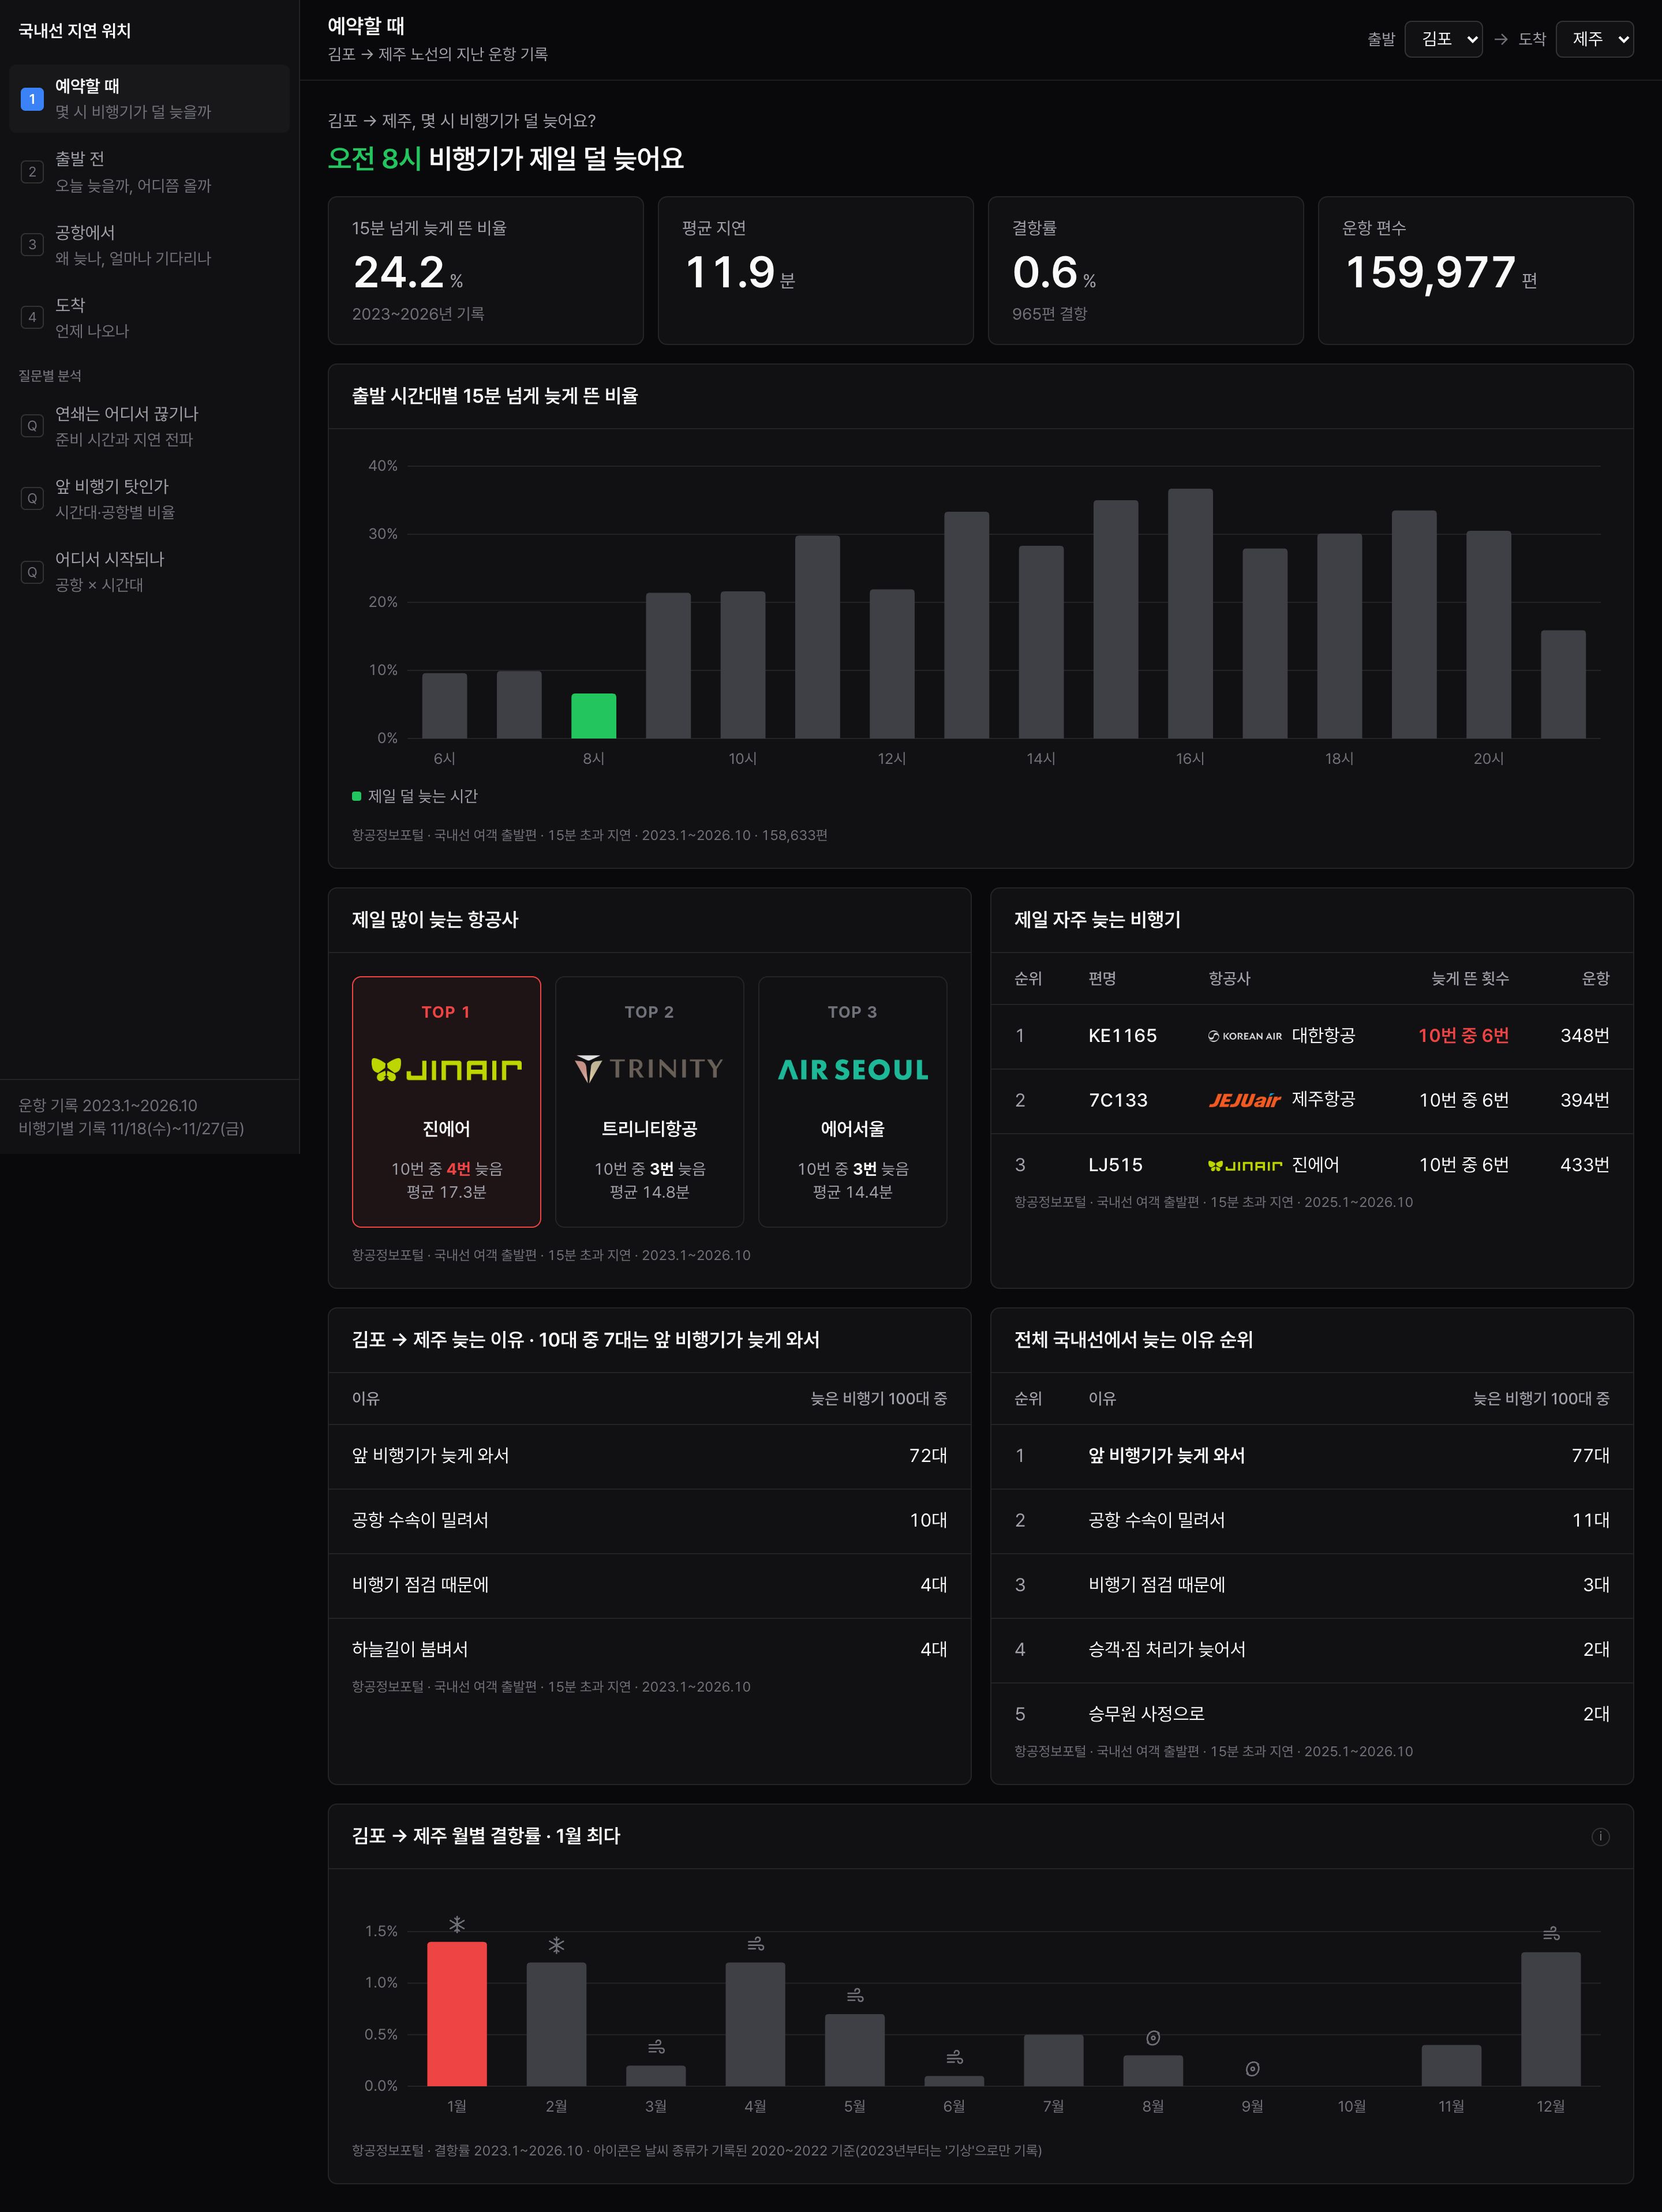 국내선 지연 워치
1
예약할 때
몇 시 비행기가 덜 늦을까
2
출발 전
오늘 늦을까, 어디쯤 올까
3
공항에서
왜 늦나, 얼마나 기다리나
4
도착
언제 나오나
질문별 분석
Q
연쇄는 어디서 끊기나
준비 시간과 지연 전파
Q
앞 비행기 탓인가
시간대·공항별 비율
Q
어디서 시작되나
공항 × 시간대
운항 기록 2023.1~2026.10
비행기별 기록 11/18(수)~11/27(금)
예약할 때
김포 → 제주 노선의 지난 운항 기록
출발 김포 → 도착 제주
김포 → 제주, 몇 시 비행기가 덜 늦어요?
오전 8시 비행기가 제일 덜 늦어요
15분 넘게 늦게 뜬 비율
24.2 %
2023~2026년 기록
평균 지연
11.9 분
결항률
0.6 %
965편 결항
운항 편수
159,977 편
출발 시간대별 15분 넘게 늦게 뜬 비율
40%
30%
20%
10%
0%
6시 8시 10시 12시 14시 16시 18시 20시
제일 덜 늦는 시간
항공정보포털 · 국내선 여객 출발편 · 15분 초과 지연 · 2023.1~2026.10 · 158,633편
제일 많이 늦는 항공사
TOP 1
JINAIR
진에어
10번 중 4번 늦음
평균 17.3분
TOP 2
TRINITY
트리니티항공
10번 중 3번 늦음
평균 14.8분
TOP 3
AIR SEOUL
에어서울
10번 중 3번 늦음
평균 14.4분
항공정보포털 · 국내선 여객 출발편 · 15분 초과 지연 · 2023.1~2026.10
제일 자주 늦는 비행기
순위 편명 항공사 늦게 뜬 횟수 운항
1 KE1165 KOREAN AIR 대한항공 10번 중 6번 348번
2 7C133 JEJUair 제주항공 10번 중 6번 394번
3 LJ515 JINAIR 진에어 10번 중 6번 433번
항공정보포털 · 국내선 여객 출발편 · 15분 초과 지연 · 2025.1~2026.10
김포 → 제주 늦는 이유 · 10대 중 7대는 앞 비행기가 늦게 와서
이유 늦은 비행기 100대 중
앞 비행기가 늦게 와서 72대
공항 수속이 밀려서 10대
비행기 점검 때문에 4대
하늘길이 붐벼서 4대
항공정보포털 · 국내선 여객 출발편 · 15분 초과 지연 · 2023.1~2026.10
전체 국내선에서 늦는 이유 순위
순위 이유 늦은 비행기 100대 중
1 앞 비행기가 늦게 와서 77대
2 공항 수속이 밀려서 11대
3 비행기 점검 때문에 3대
4 승객·짐 처리가 늦어서 2대
5 승무원 사정으로 2대
항공정보포털 · 국내선 여객 출발편 · 15분 초과 지연 · 2025.1~2026.10
김포 → 제주 월별 결항률 · 1월 최다
i
1.5%
1.0%
0.5%
0.0%
1월 2월 3월 4월 5월 6월 7월 8월 9월 10월 11월 12월
항공정보포털 · 결항률 2023.1~2026.10 · 아이콘은 날씨 종류가 기록된 2020~2022 기준(2023년부터는 '기상'으로만 기록)